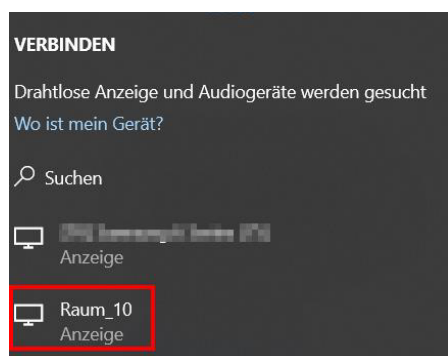 VERBINDEN
Drahtlose Anzeige und Audiogeräte werden gesucht
Wo ist mein Gerät?
Suchen
Anzeige
Raum_10
Anzeige